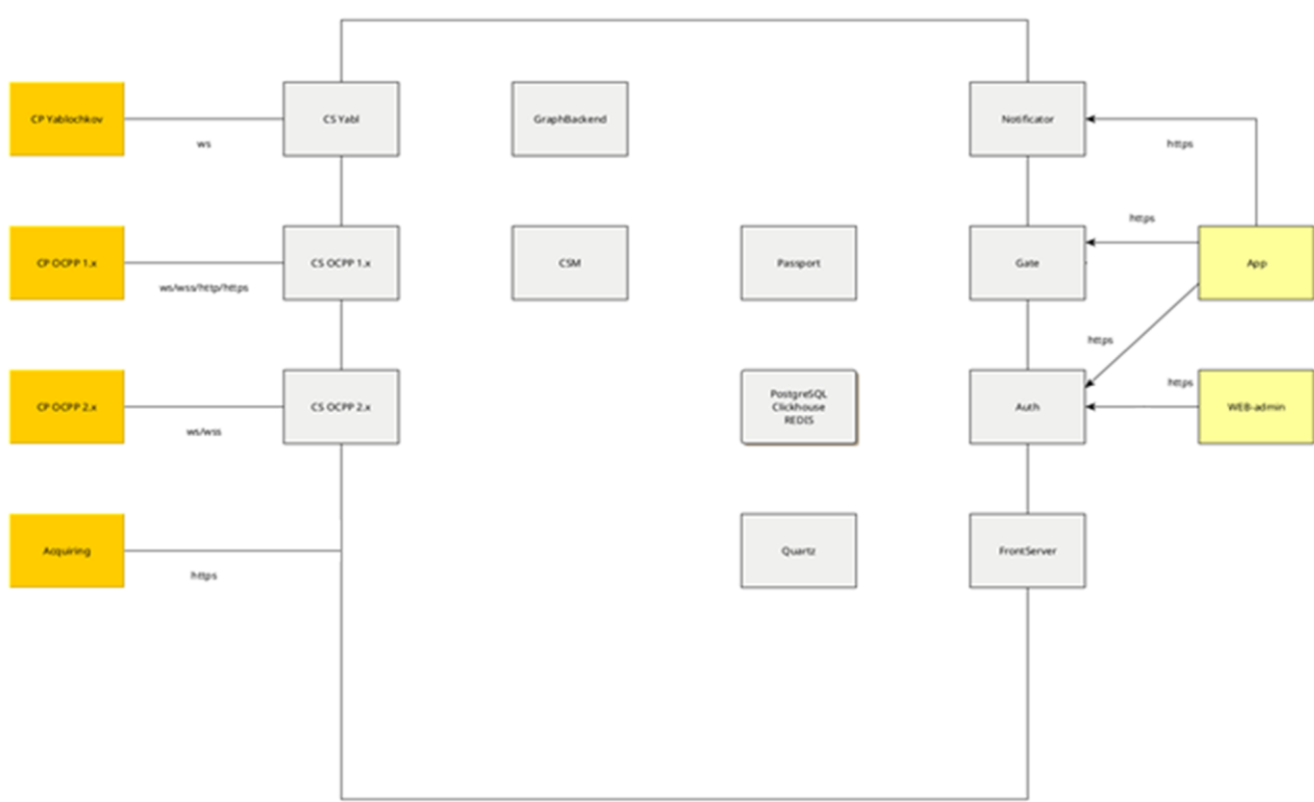 CP Yablochkov
ws
CS Yabl
GraphBackend
Notificator
https
https
CP OCPP 1.x
ws/wss/http/https
CS OCPP 1.x
CSM
Passport
Gate
App
https
CP OCPP 2.x
ws/wss
CS OCPP 2.x
PostgreSQL
Clickhouse
REDIS
Auth
https
WEB-admin
Acquiring
https
Quartz
FrontServer